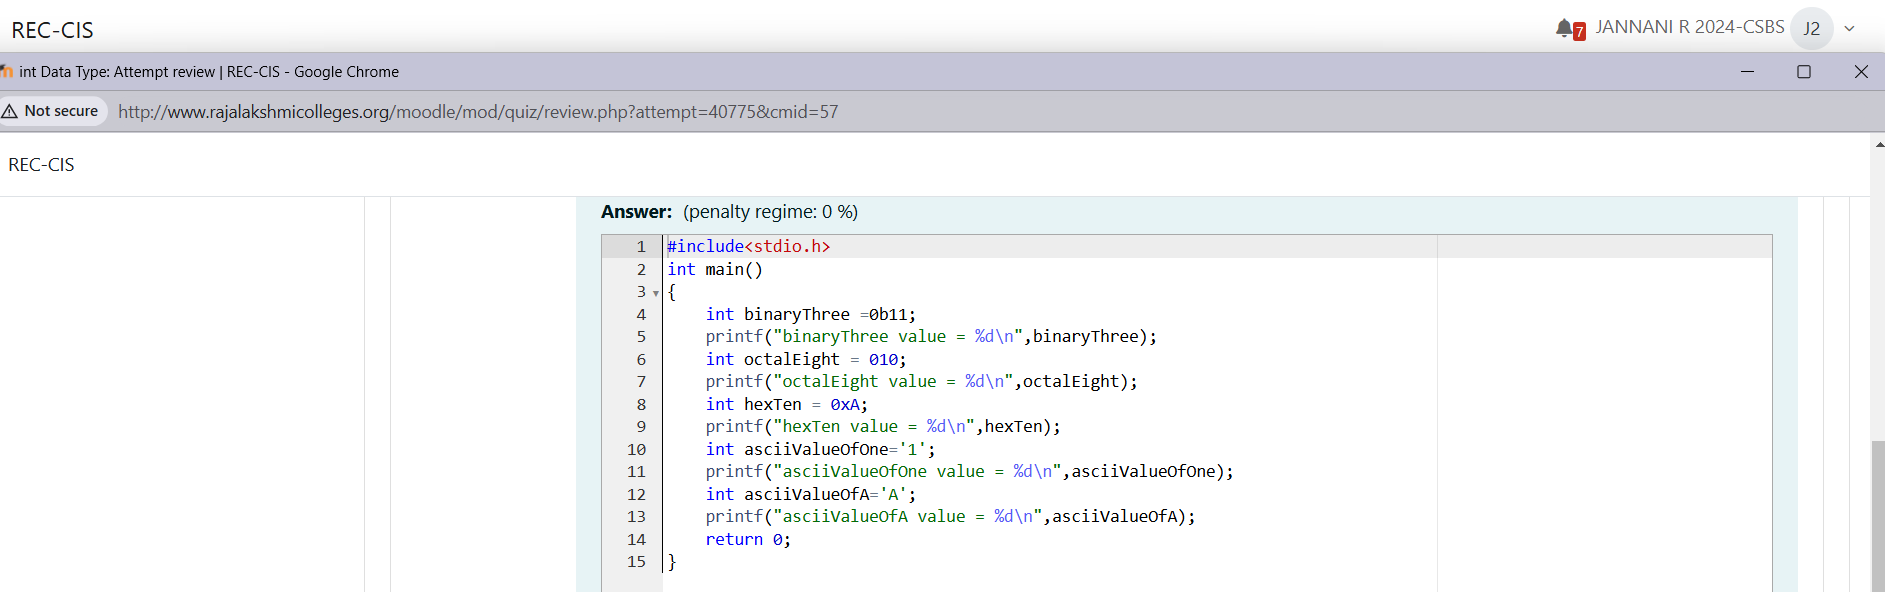 REC-CIS
7 JANNANI R 2024-CSBS J2
int Data Type: Attempt review | REC-CIS - Google Chrome
Not secure http://www.rajalakshmicolleges.org/moodle/mod/quiz/review.php?attempt=40775&cmid=57
REC-CIS
Answer: (penalty regime: 0 %)
1 #include<stdio.h>
2 int main()
3 {
4     int binaryThree =0b11;
5     printf("binaryThree value = %d\n",binaryThree);
6     int octalEight = 010;
7     printf("octalEight value = %d\n",octalEight);
8     int hexTen = 0xA;
9     printf("hexTen value = %d\n",hexTen);
10     int asciiValueOfOne='1';
11     printf("asciiValueOfOne value = %d\n",asciiValueOfOne);
12     int asciiValueOfA='A';
13     printf("asciiValueOfA value = %d\n",asciiValueOfA);
14     return 0;
15 }